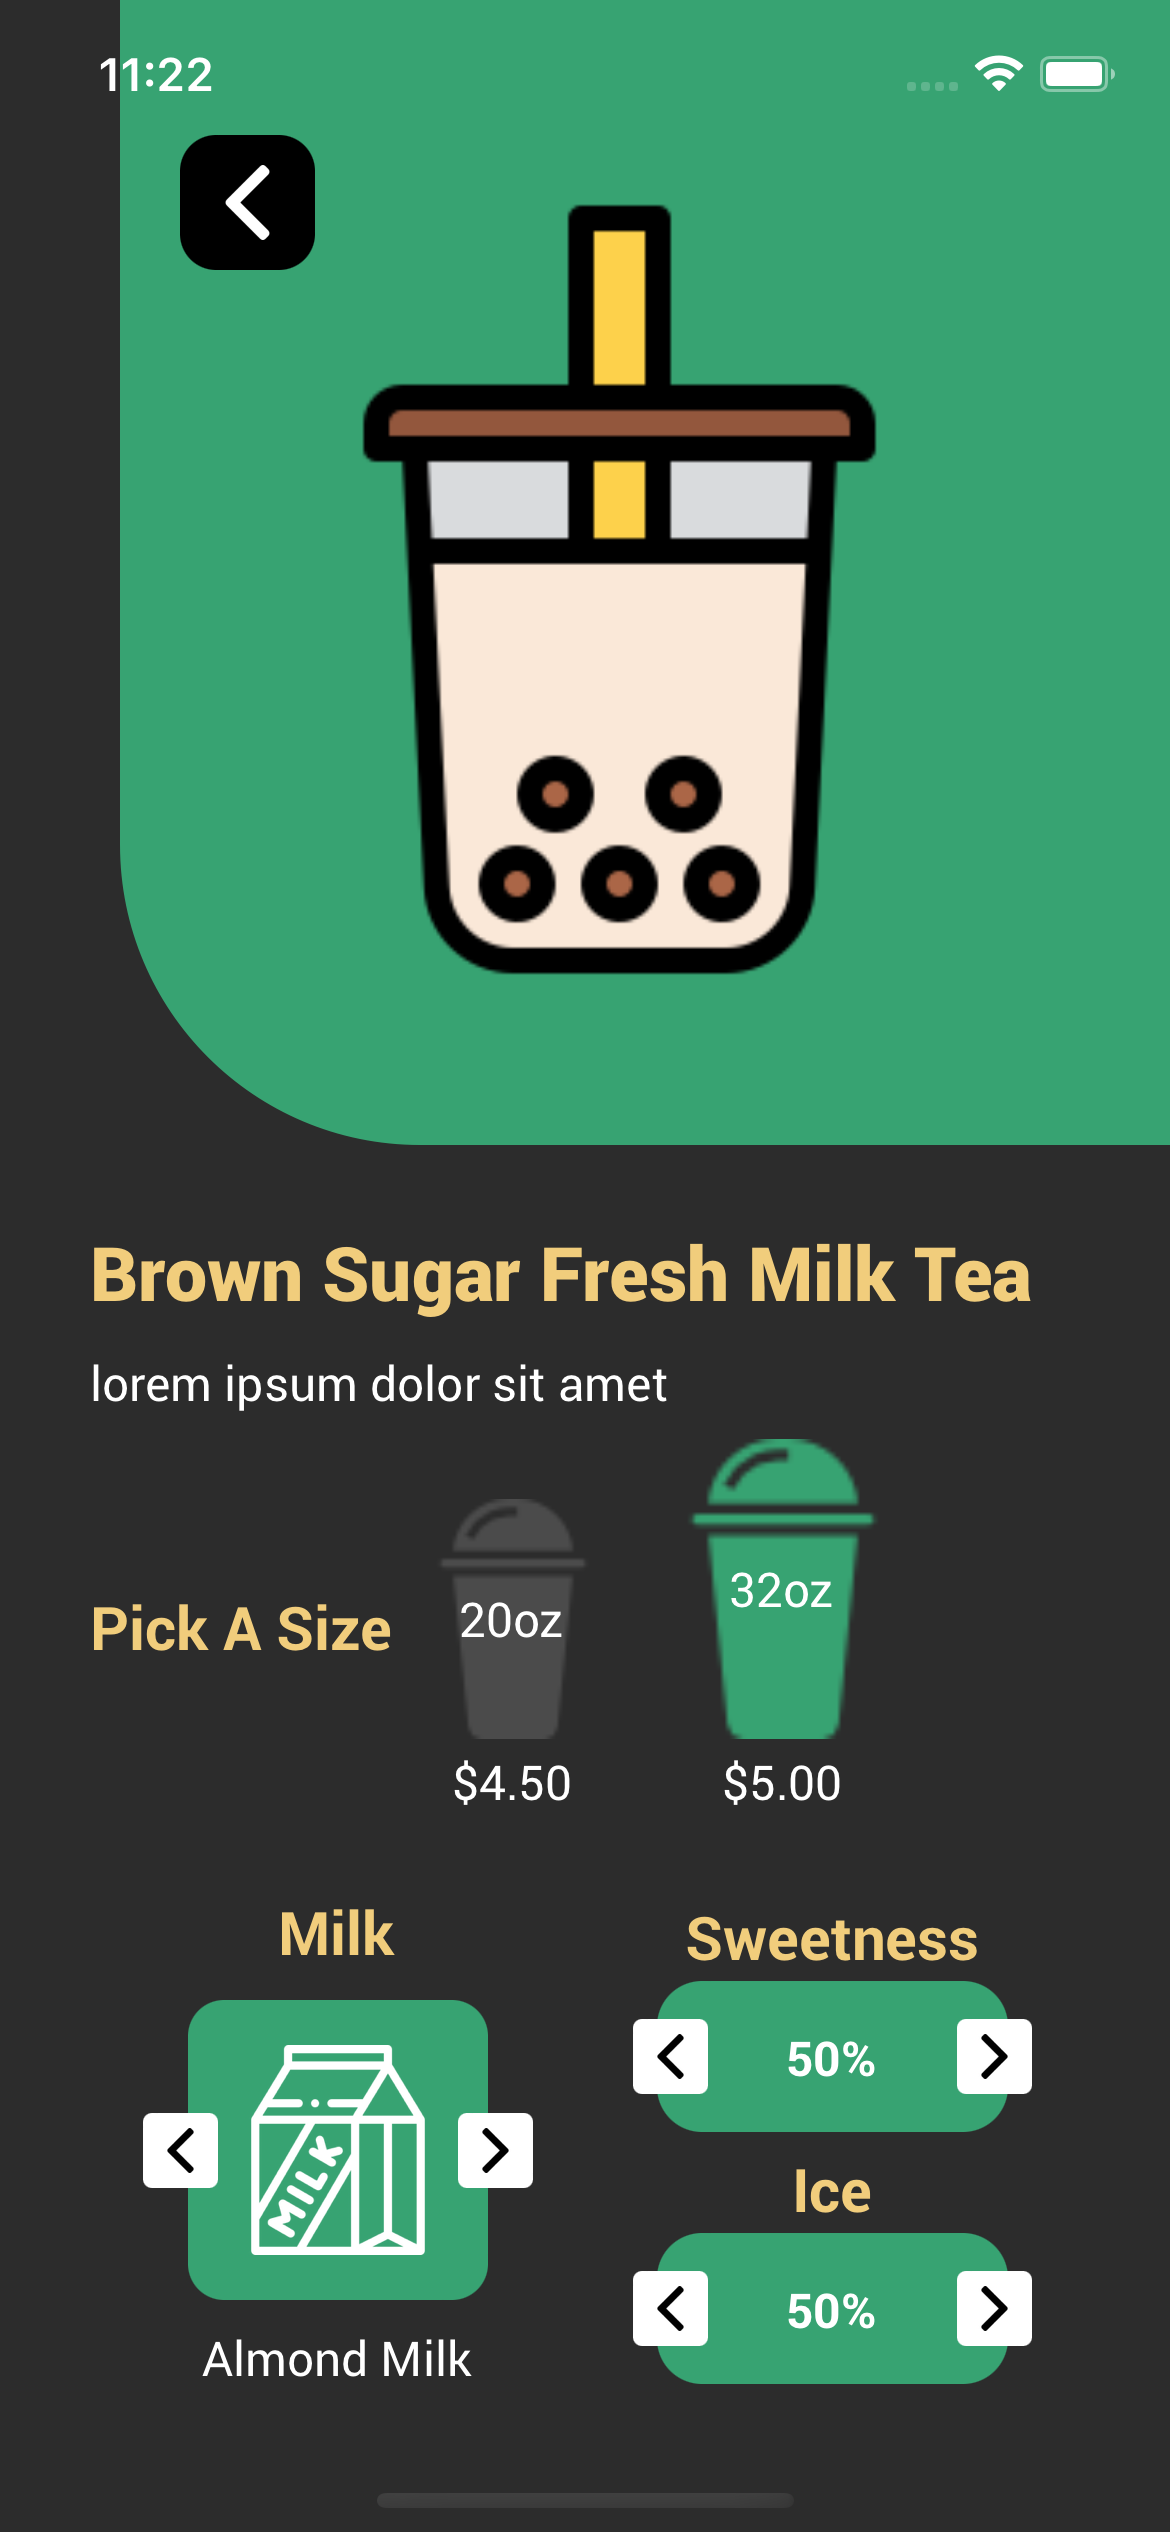 11:22
Brown Sugar Fresh Milk Tea
lorem ipsum dolor sit amet
Pick A Size
20oz
32oz
$4.50
$5.00
Milk
MILK
Almond Milk
Sweetness
50%
Ice
50%